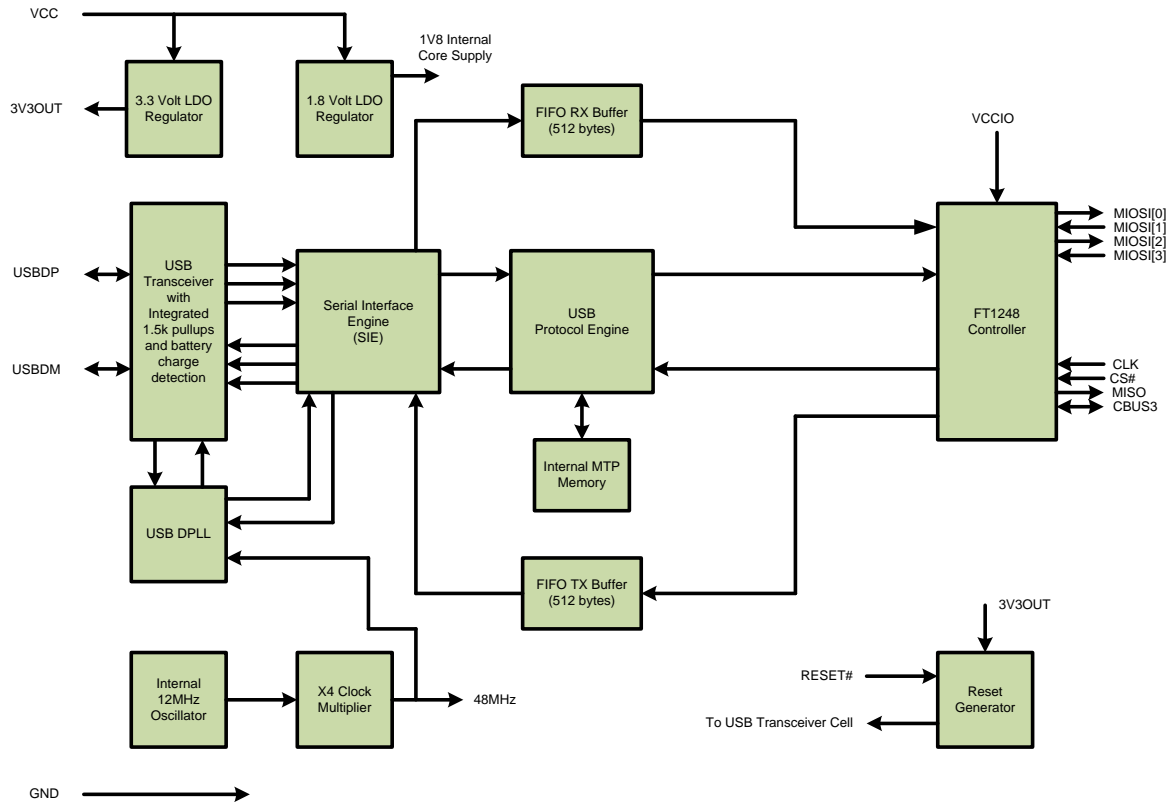 VCC
1V8 Internal
Core Supply
3V3OUT
3.3 Volt LDO
Regulator
1.8 Volt LDO
Regulator
FIFO RX Buffer
(512 bytes)
VCCIO
MIOSI[0]
MIOSI[1]
MIOSI[2]
MIOSI[3]
USBDP
USBDM
USB
Transceiver
with
Integrated
1.5k pullups
and battery
charge
detection
Serial Interface
Engine
(SIE)
USB
Protocol Engine
FT1248
Controller
CLK
CS#
MISO
CBUS3
Internal MTP
Memory
USB DPLL
FIFO TX Buffer
(512 bytes)
3V3OUT
Internal
12MHz
Oscillator
X4 Clock
Multiplier
48MHz
RESET#
To USB Transceiver Cell
Reset
Generator
GND